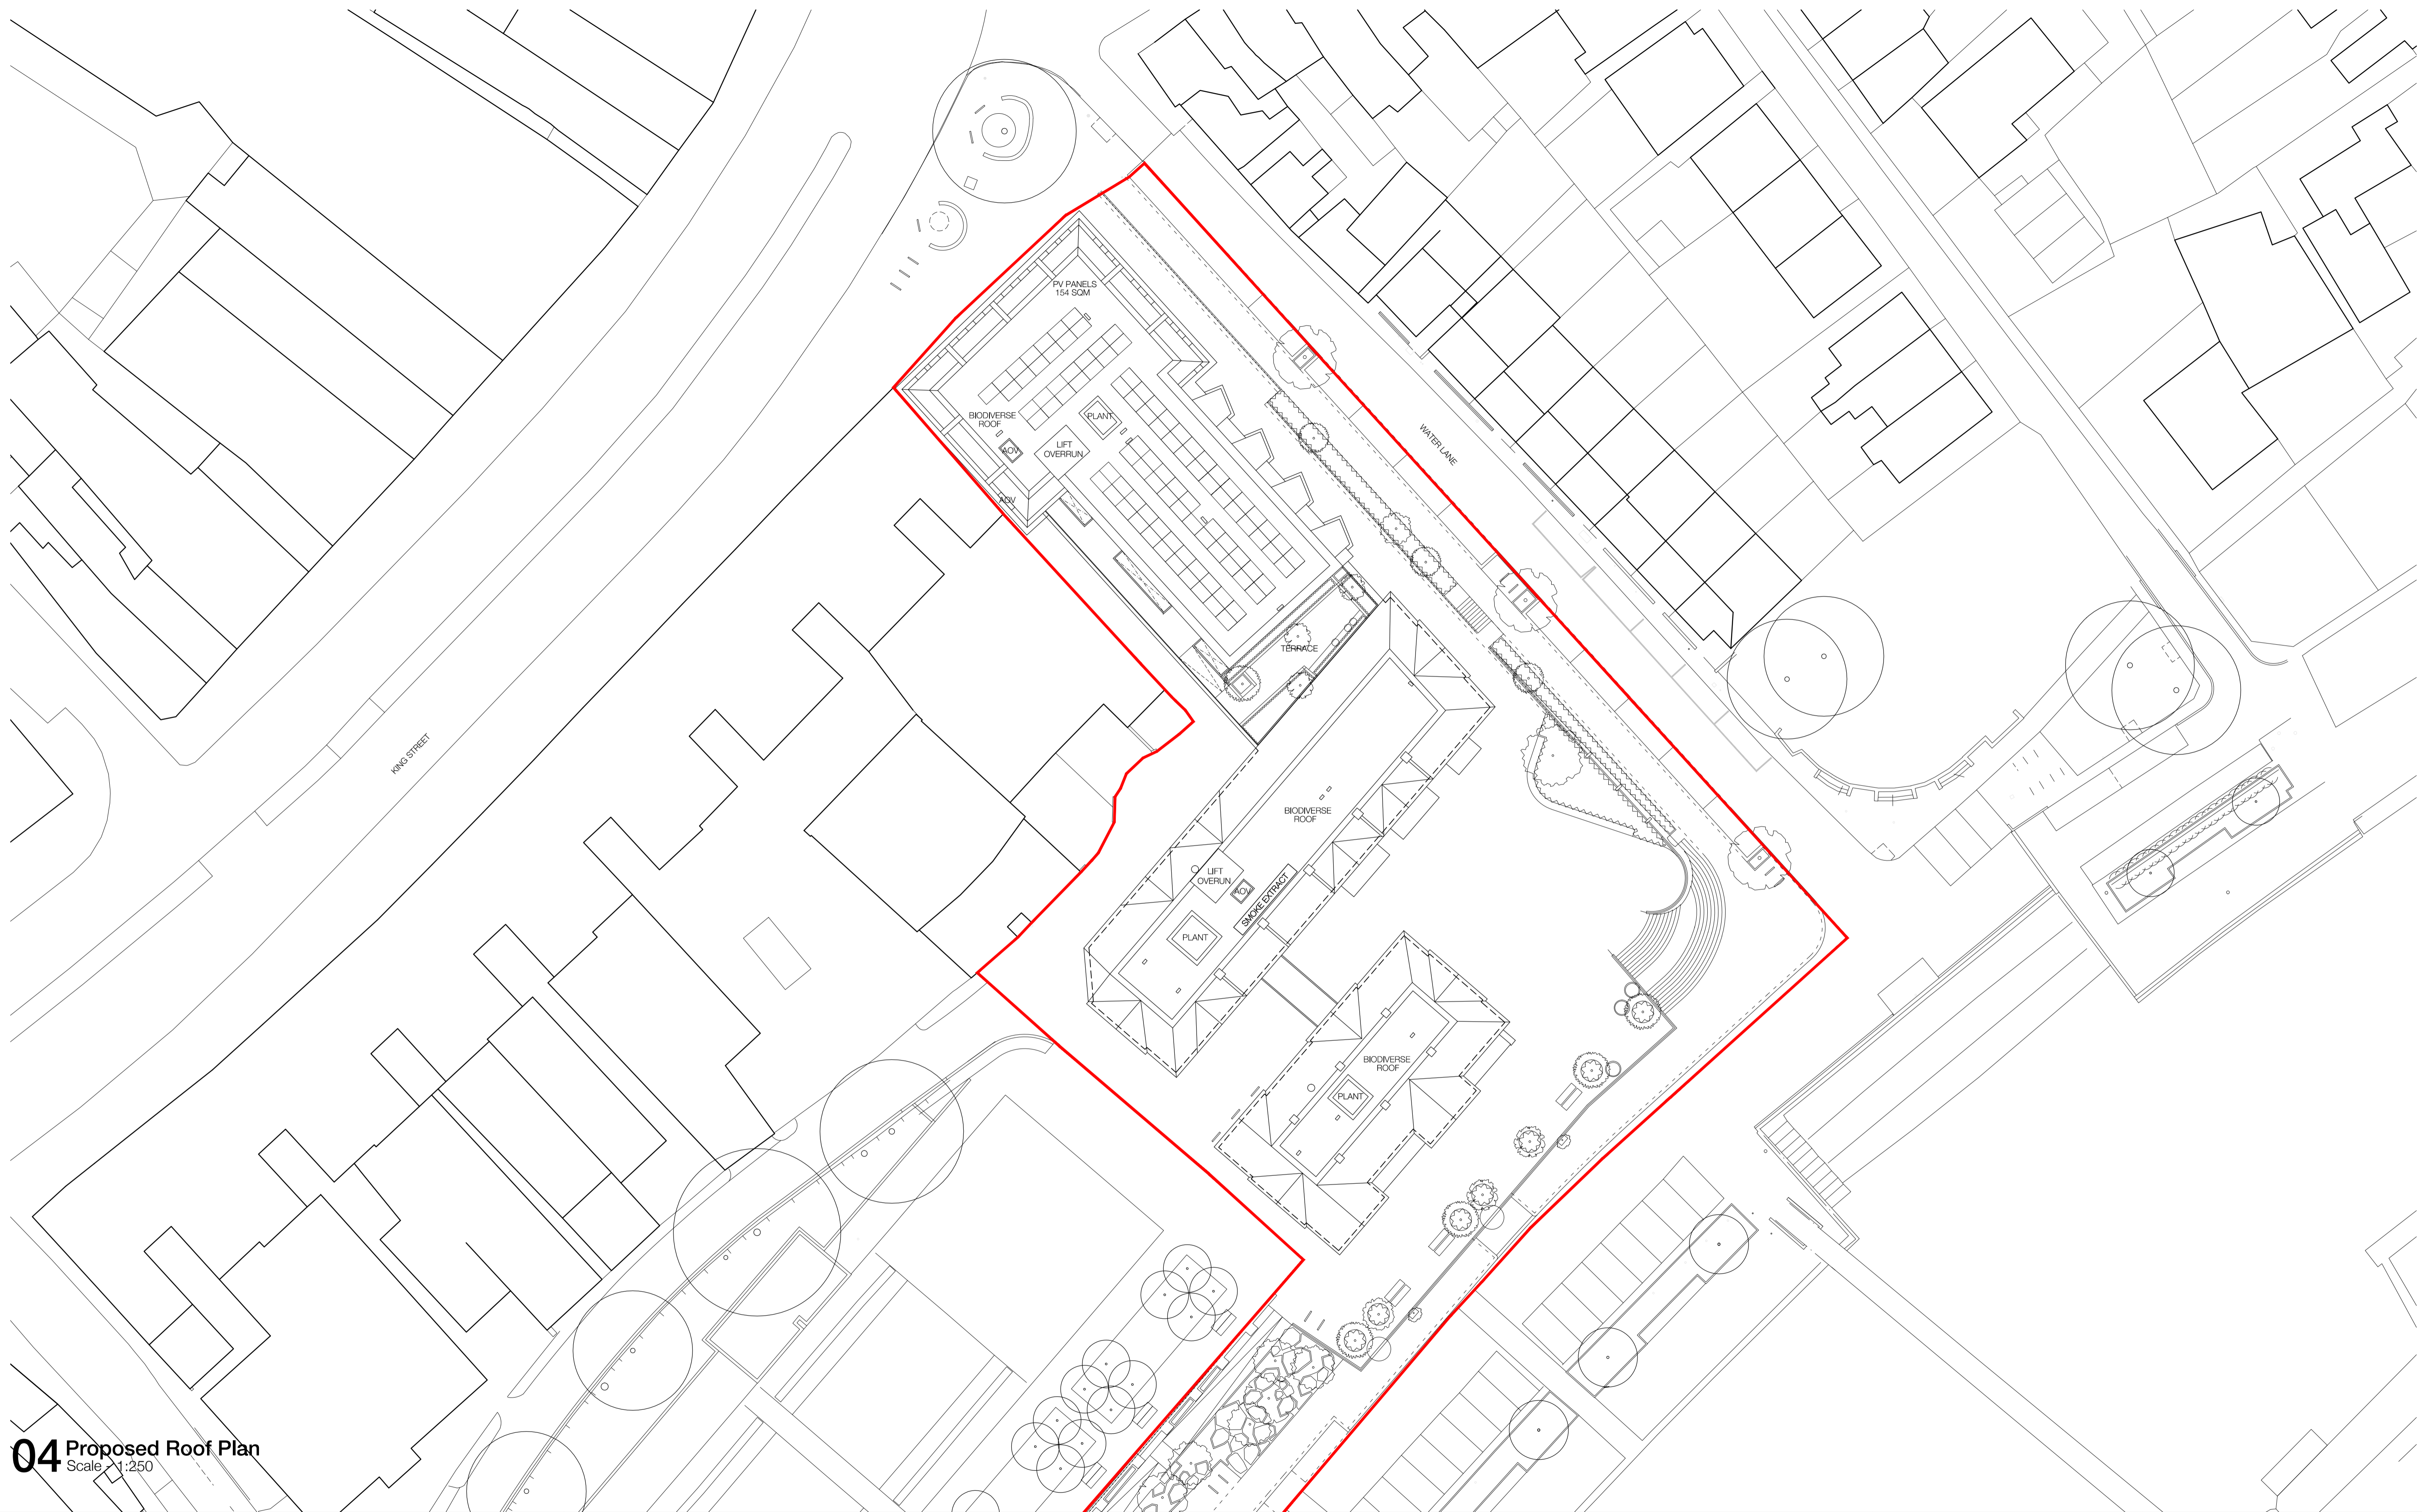 PV PANELS
154 SQM
BIODIVERSE
ROOF
PLANT
LIFT
OVERRUN
AOV
AOV
WATER LANE
TERRACE
KING STREET
BIODIVERSE
ROOF
LIFT
OVERUN
AOV
SMOKE EXTRACT
PLANT
BIODIVERSE
ROOF
PLANT
04 Proposed Roof Plan
Scale - 1:250